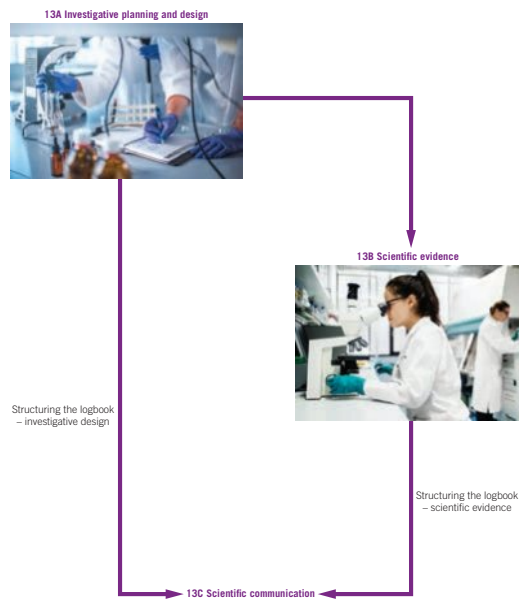 13A Investigative planning and design
13B Scientific evidence
Structuring the logbook
– investigative design
Structuring the logbook
– scientific evidence
13C Scientific communication